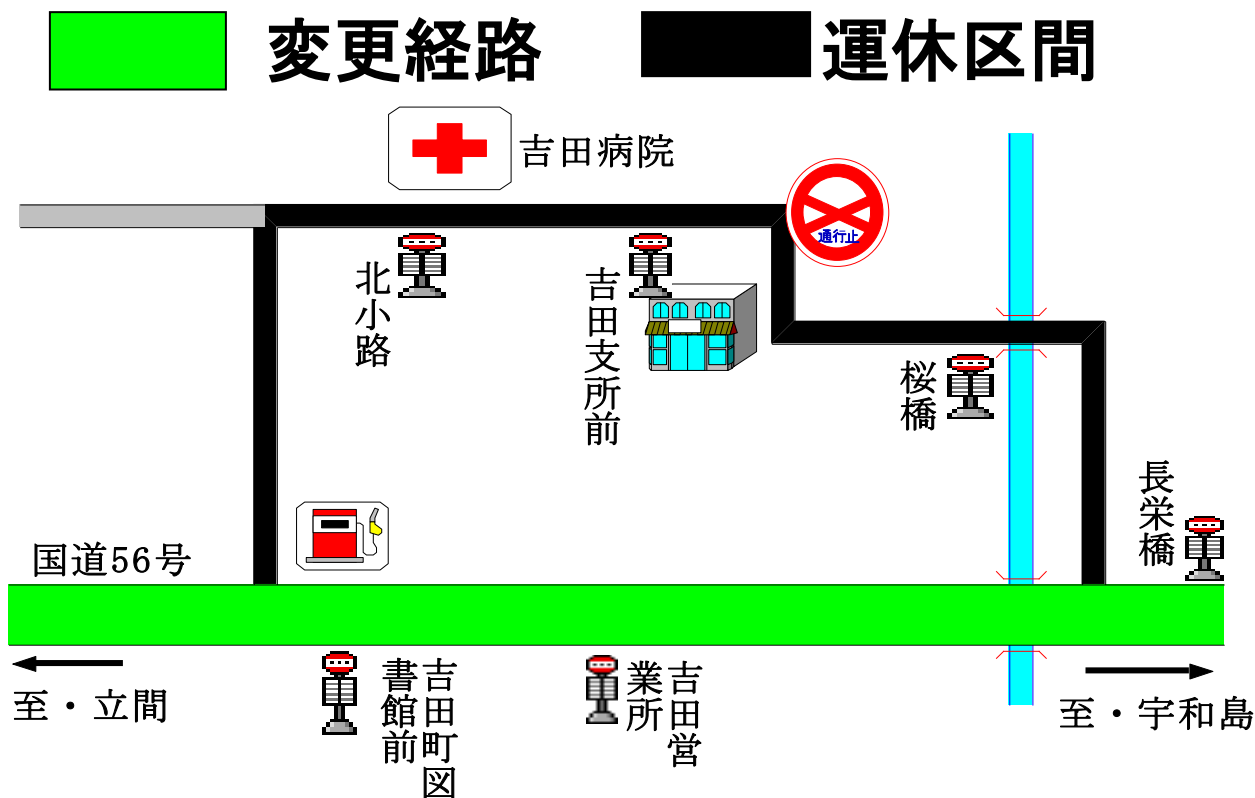 変更経路
運休区間
吉田病院
通行止
北小路
吉田支所前
桜橋
長栄橋
国道56号
至・立間
吉田町図
書館前
吉田営
業所
至・宇和島